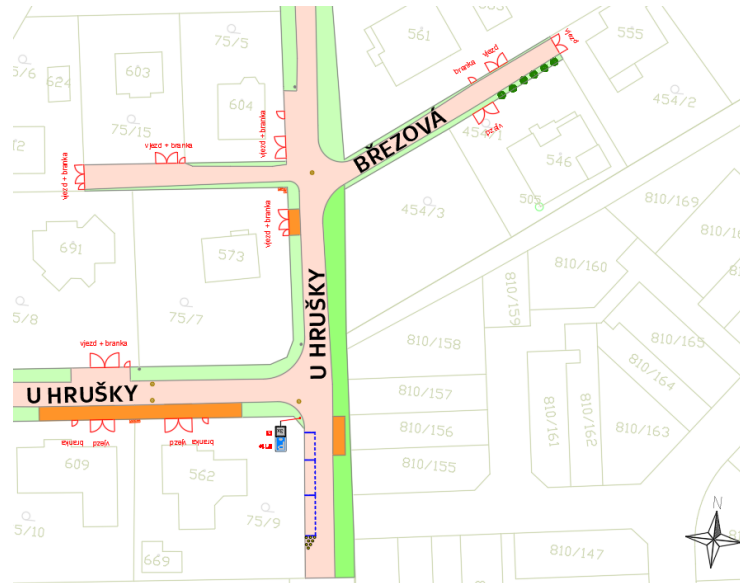 561
555
75/5
5/6
624
603
604
454/2
75/15
vjezd + branka
vjezd + branka
vjezd + branka
branka
vjezd
vjezd
vjezd
BŘEZOVÁ
546
505
454/3
810/169
vjezd + branka
691
573
810/160
810/159
5/8
75/7
U HRUŠKY
810/158
810/165
vjezd + branka
810/164
810/157
U HRUŠKY
810/156
810/163
810/161
810/162
branka
vjezd
vjezd
branka
810/155
609
562
75/9
5/10
669
810/147